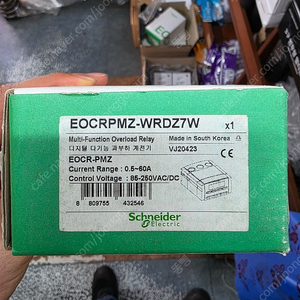 EOCRPMZ-WRDZ7W x1
Multi-Function Overload Relay Made in South Korea
디지털 다기능 과부하 계전기 VJ20423
EOCR-PMZ
Current Range : 0.5~60A
Control Voltage : 85-250VAC/DC
CE
8 809755 432546
Schneider
Electric